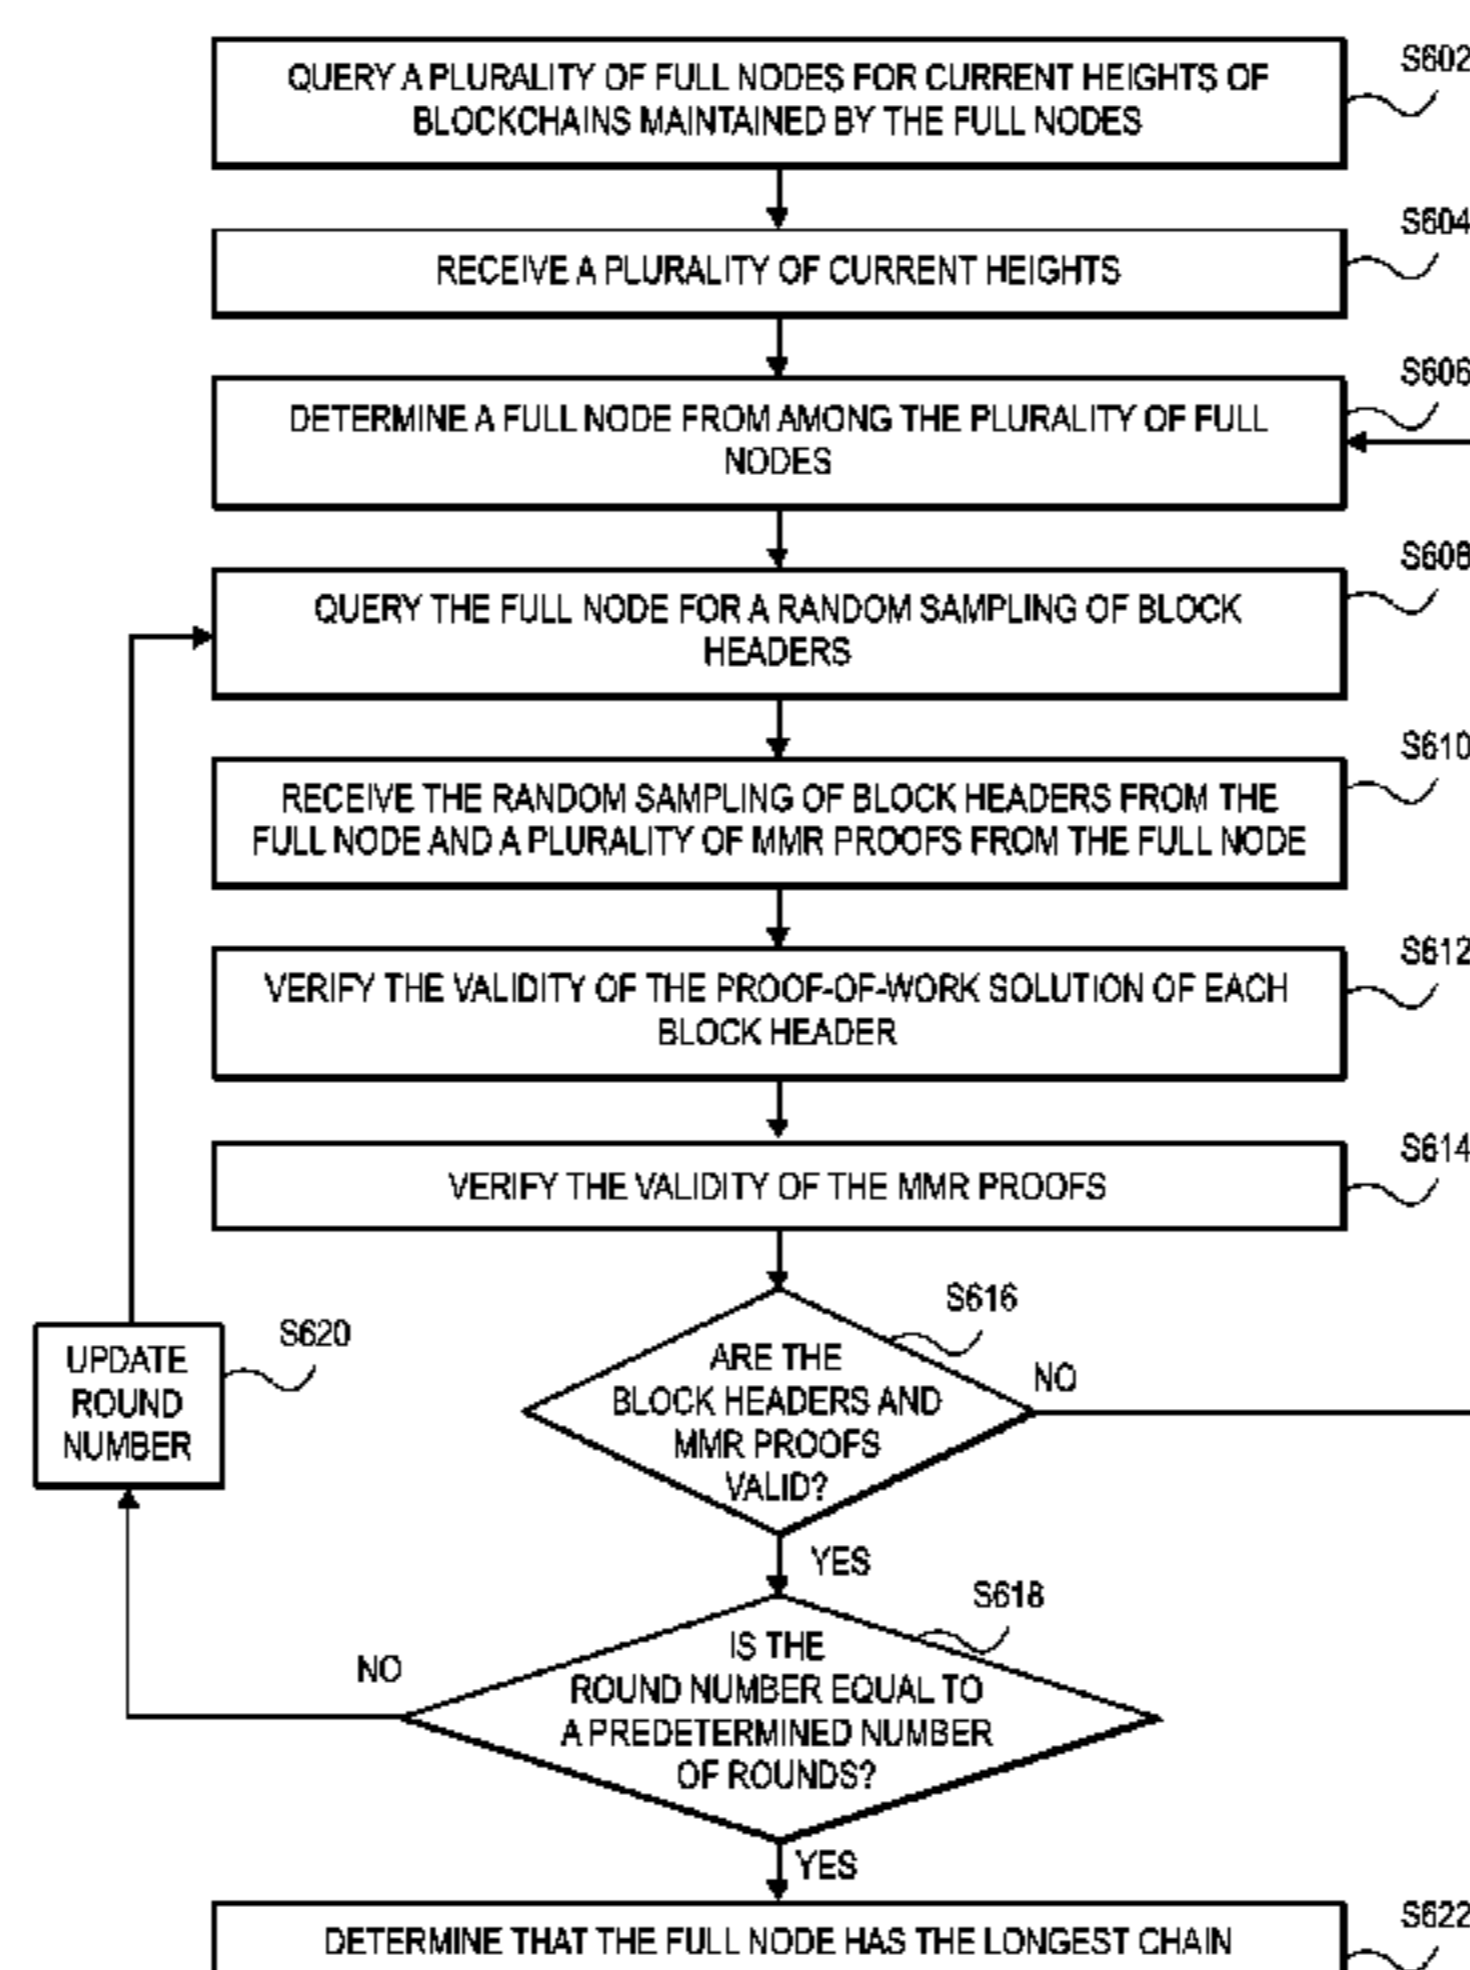 S602
QUERY A PLURALITY OF FULL NODES FOR CURRENT HEIGHTS OF
BLOCKCHAINS MAINTAINED BY THE FULL NODES
S604
RECEIVE A PLURALITY OF CURRENT HEIGHTS
S606
DETERMINE A FULL NODE FROM AMONG THE PLURALITY OF FULL
NODES
S608
QUERY THE FULL NODE FOR A RANDOM SAMPLING OF BLOCK
HEADERS
S610
RECEIVE THE RANDOM SAMPLING OF BLOCK HEADERS FROM THE
FULL NODE AND A PLURALITY OF MMR PROOFS FROM THE FULL NODE
S612
VERIFY THE VALIDITY OF THE PROOF-OF-WORK SOLUTION OF EACH
BLOCK HEADER
S614
VERIFY THE VALIDITY OF THE MMR PROOFS
S616
ARE THE
BLOCK HEADERS AND
MMR PROOFS
VALID?
NO
YES
S620
UPDATE
ROUND
NUMBER
S618
IS THE
ROUND NUMBER EQUAL TO
A PREDETERMINED NUMBER
OF ROUNDS?
NO
YES
S622
DETERMINE THAT THE FULL NODE HAS THE LONGEST CHAIN